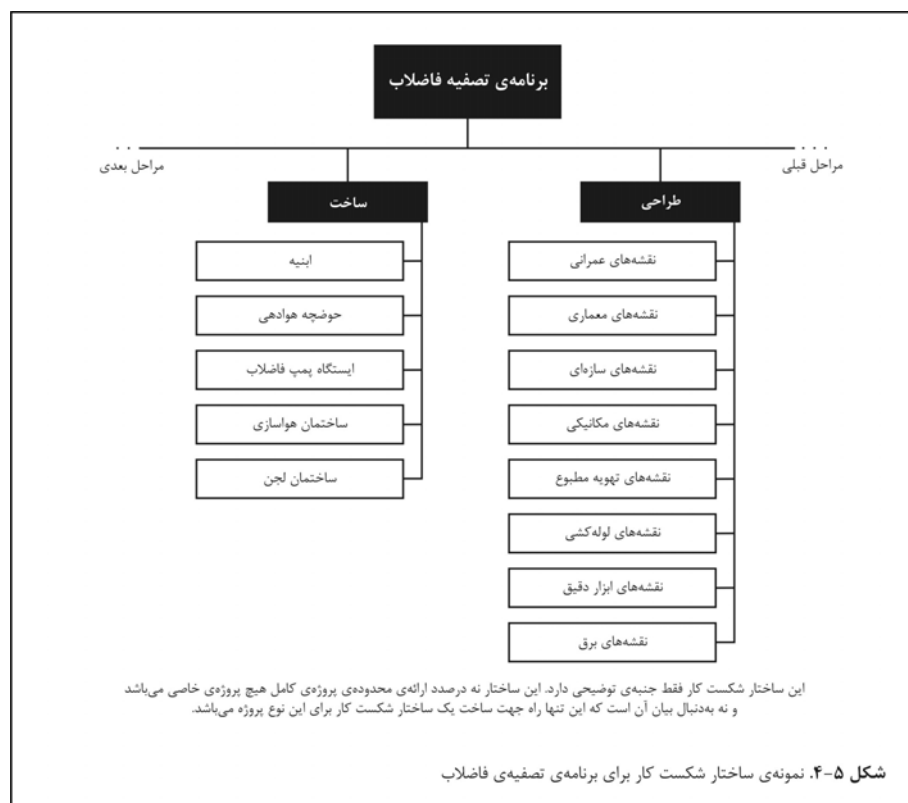 برنامه‌ی تصفیه فاضلاب
مراحل قبلی
. . . .
مراحل بعدی
. .
طراحی
نقشه‌های عمرانی
نقشه‌های معماری
نقشه‌های سازه‌ای
نقشه‌های مکانیکی
نقشه‌های تهویه مطبوع
نقشه‌های لوله‌کشی
نقشه‌های ابزار دقیق
نقشه‌های برق
ساخت
ابنیه
حوضچه هوادهی
ایستگاه پمپ فاضلاب
ساختمان هواسازی
ساختمان لجن
این ساختار شکست کار فقط جنبه‌ی توضیحی دارد. این ساختار نه درصدد ارائه‌ی محدوده‌ی پروژه‌ی کامل هیچ پروژه‌ی خاصی می‌باشد
و نه به‌دنبال بیان آن است که این تنها راه جهت ساخت یک ساختار شکست کار برای این نوع پروژه می‌باشد.
شکل ۵-۴. نمونه‌ی ساختار شکست کار برای برنامه‌ی تصفیه‌ی فاضلاب